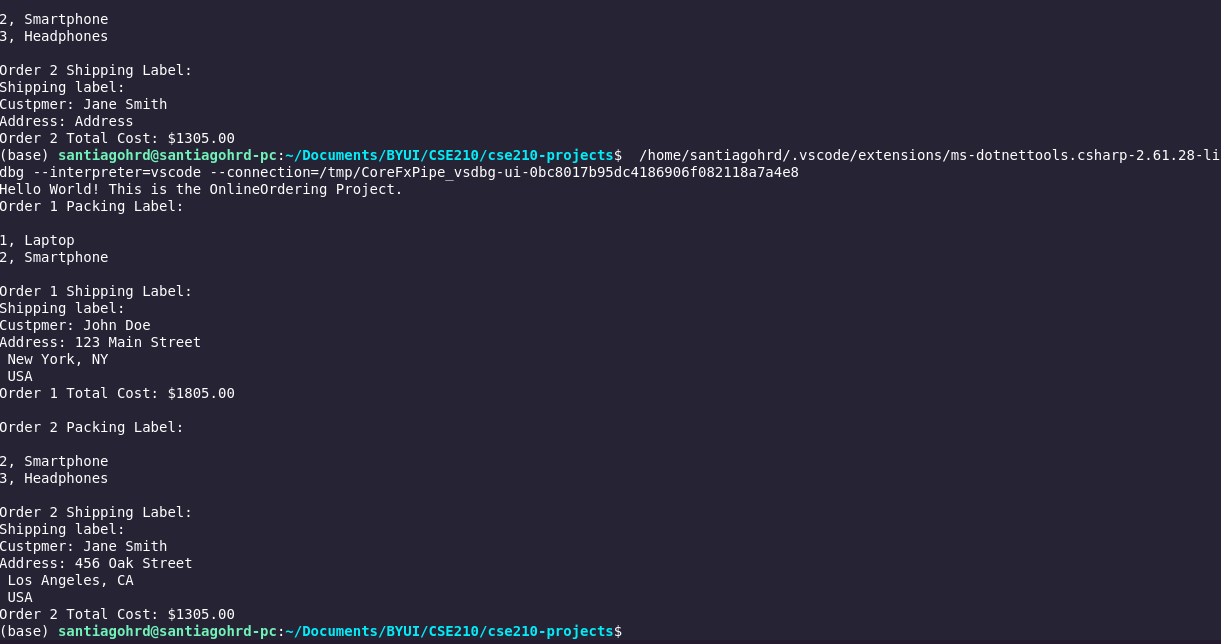 2, Smartphone
3, Headphones
Order 2 Shipping Label:
Shipping label:
Custpmer: Jane Smith
Address: Address
Order 2 Total Cost: $1305.00
(base) santiagohrd@santiagohrd-pc:~/Documents/BYUI/CSE210/cse210-projects$  /home/santiagohrd/.vscode/extensions/ms-dotnettools.csharp-2.61.28-li
dbg --interpreter=vscode --connection=/tmp/CoreFxPipe_vsdbg-ui-0bc8017b95dc4186906f082118a7a4e8
Hello World! This is the OnlineOrdering Project.
Order 1 Packing Label:
1, Laptop
2, Smartphone
Order 1 Shipping Label:
Shipping label:
Custpmer: John Doe
Address: 123 Main Street
New York, NY
USA
Order 1 Total Cost: $1805.00
Order 2 Packing Label:
2, Smartphone
3, Headphones
Order 2 Shipping Label:
Shipping label:
Custpmer: Jane Smith
Address: 456 Oak Street
Los Angeles, CA
USA
Order 2 Total Cost: $1305.00
(base) santiagohrd@santiagohrd-pc:~/Documents/BYUI/CSE210/cse210-projects$